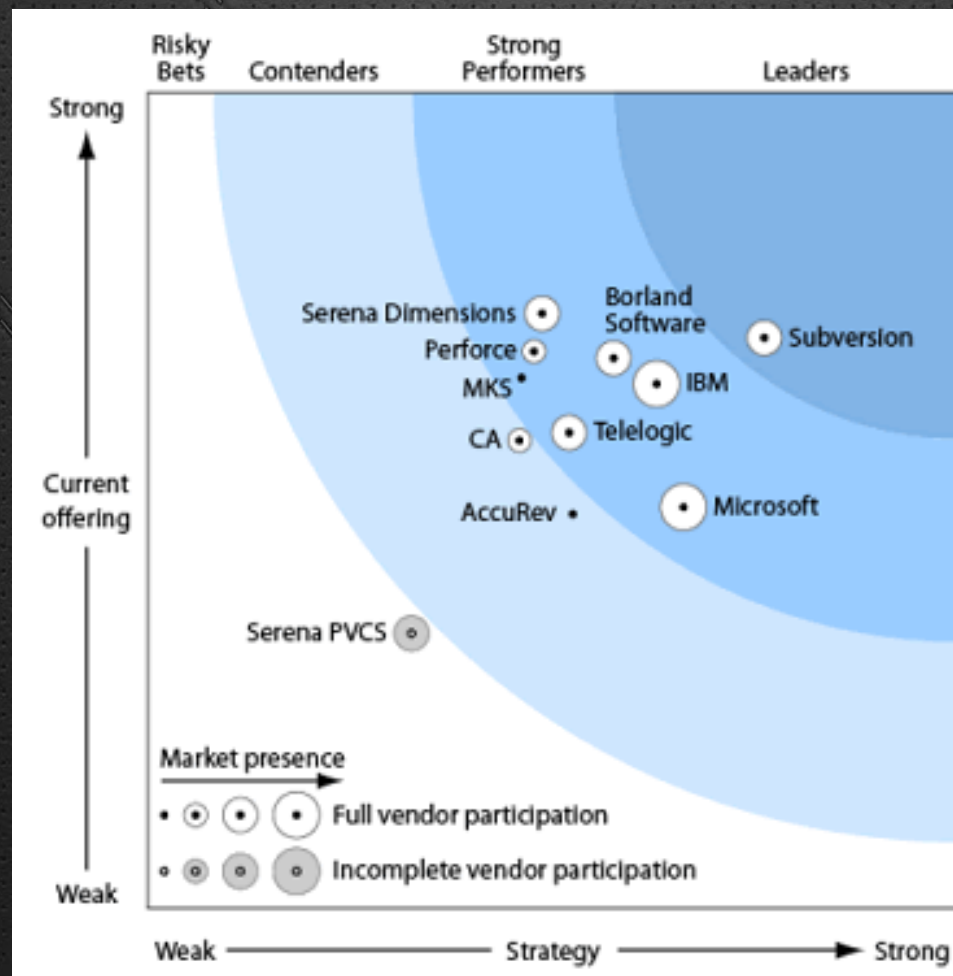 Risky
Bets
Contenders
Strong
Performers
Leaders
Strong
Current
offering
Weak
Serena Dimensions
Perforce
MKS
CA
AccuRev
Borland
Software
IBM
Telelogic
Subversion
Microsoft
Serena PVCS
Market presence
Full vendor participation
Incomplete vendor participation
Weak
Strategy
Strong